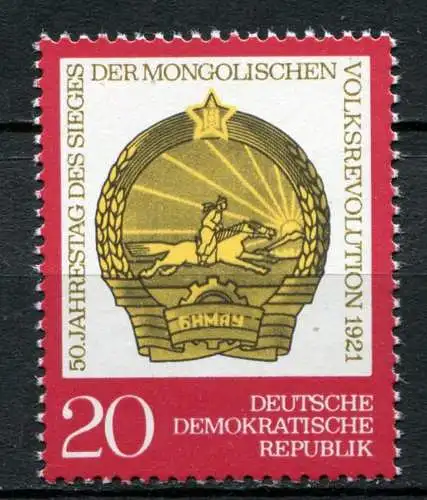 50. JAHRESTAG DES SIEGES
DER MONGOLISCHEN
VOLKSREVOLUTION 1921
БНМАУ
20
DEUTSCHE
DEMOKRATISCHE
REPUBLIK